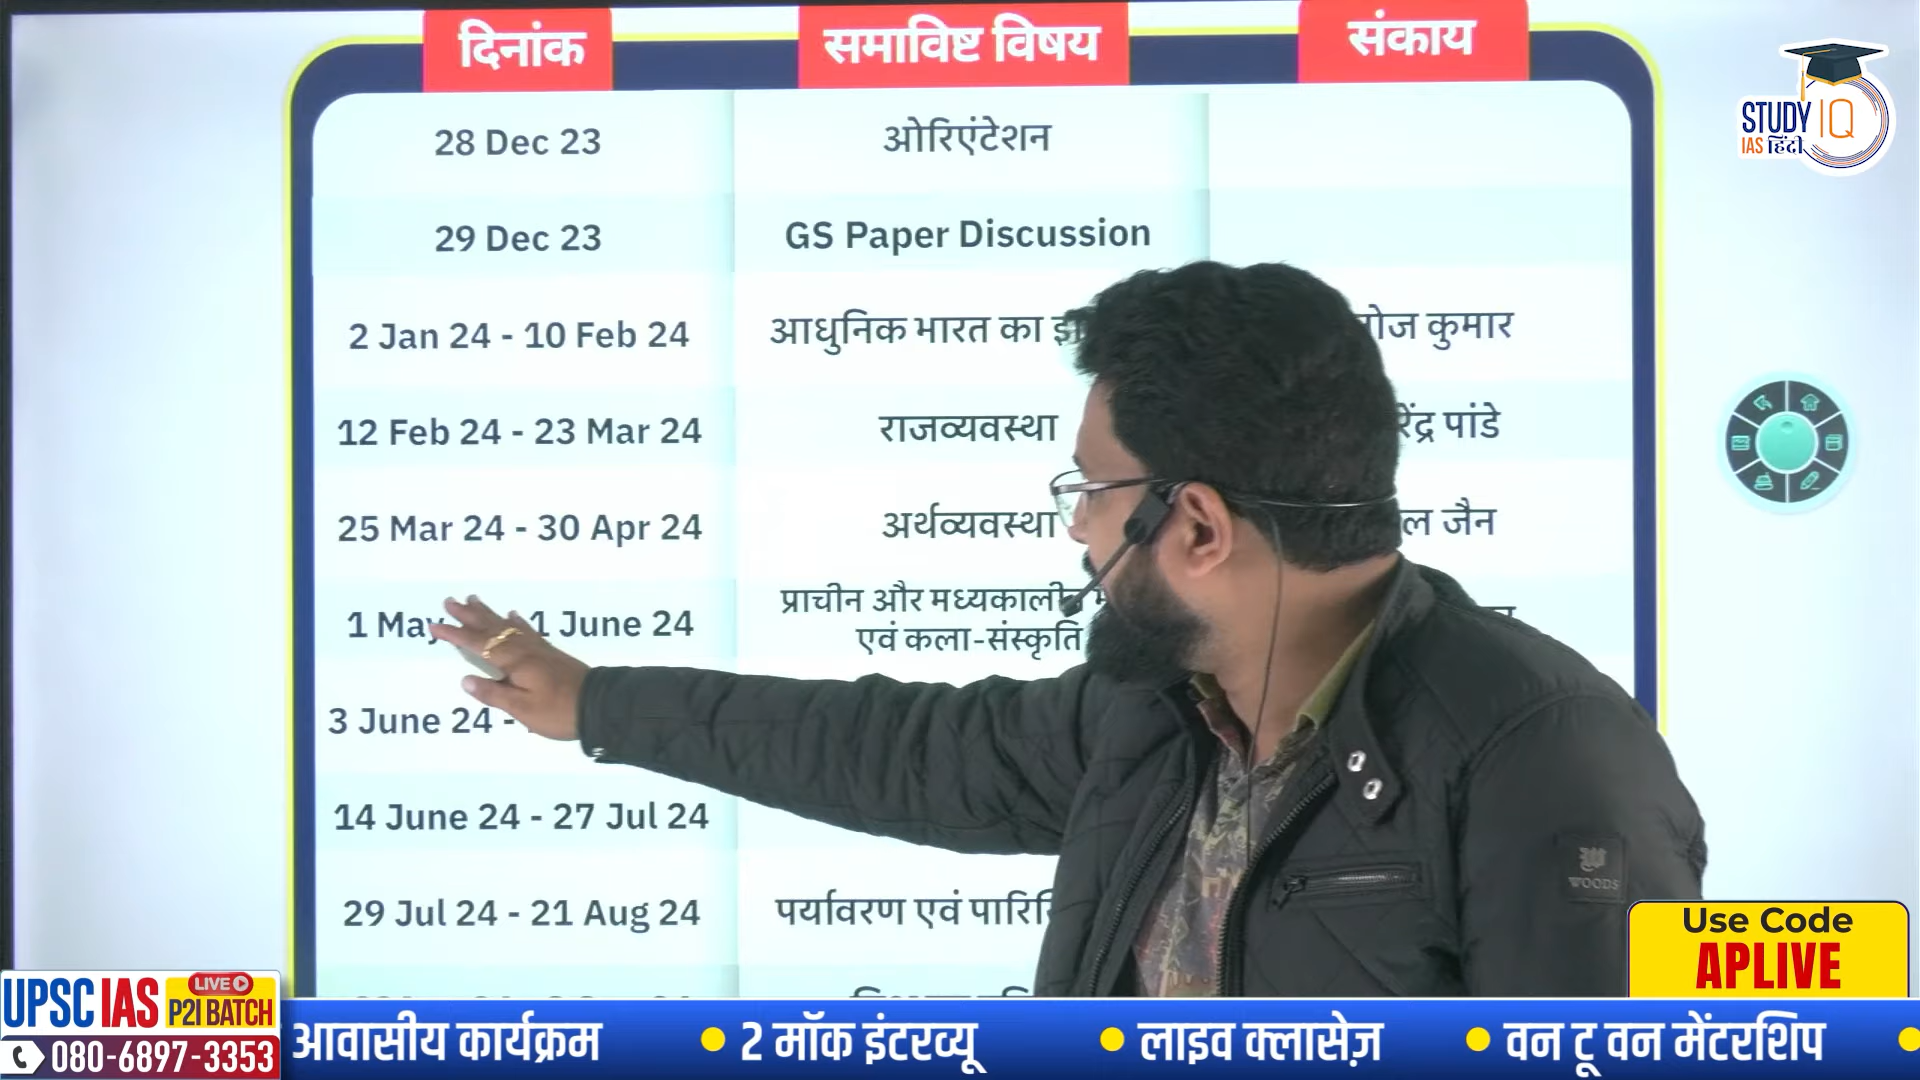 दिनांक
समाविष्ट विषय
संकाय
28 Dec 23
ओरिएंटेशन
29 Dec 23
GS Paper Discussion
2 Jan 24 - 10 Feb 24
आधुनिक भारत का
कुमार
12 Feb 24 - 23 Mar 24
राजव्यवस्था
पांडे
25 Mar 24 - 30 Apr 24
अर्थव्यवस्था
जैन
1 May
1 June 24
प्राचीन और मध्यकालीन
एवं कला-संस्कृति
3 June 24 -
14 June 24 - 27 Jul 24
29 Jul 24 - 21 Aug 24
पर्यावरण एवं
STUDY IQ
IAS हिंदी
WOODS
Use Code
APLIVE
UPSC IAS
LIVE
P2I BATCH
080-6897-3353
आवासीय कार्यक्रम • 2 मॉक इंटरव्यू • लाइव क्लासेज़ • वन टू वन मेंटरशिप •